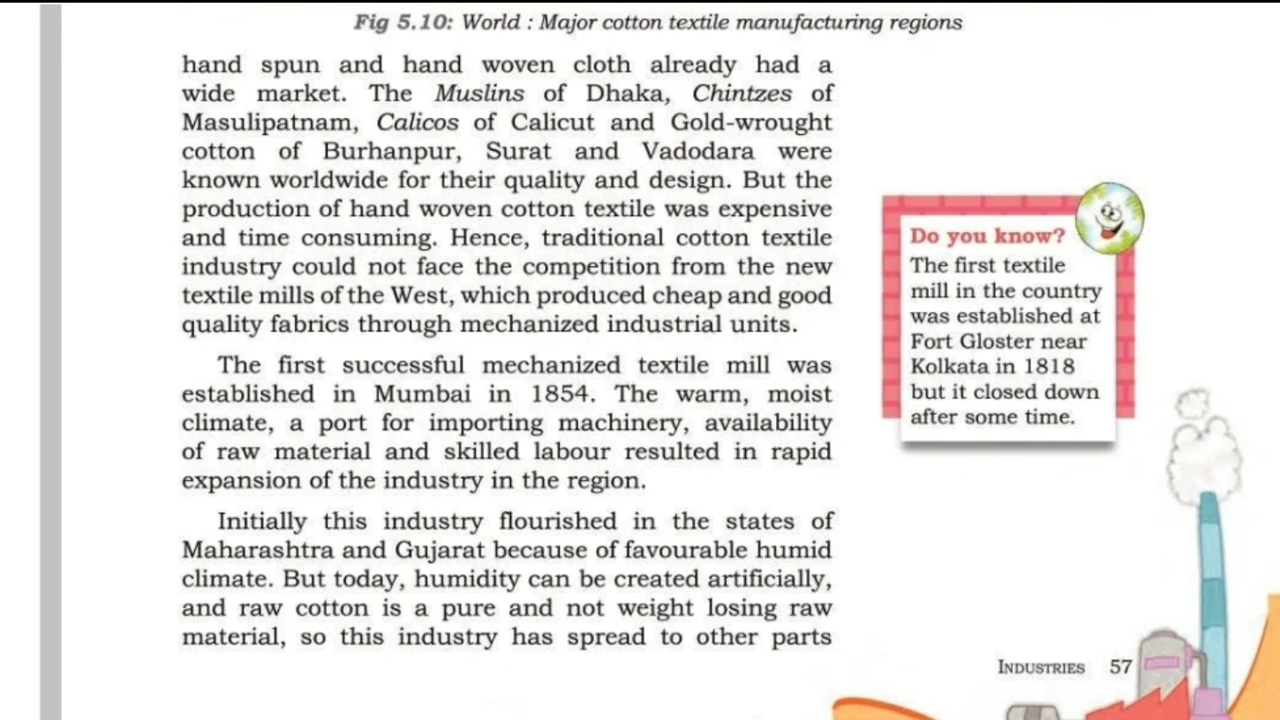 Fig 5.10: World : Major cotton textile manufacturing regions
hand spun and hand woven cloth already had a
wide market. The Muslins of Dhaka, Chintzes of
Masulipatnam, Calicos of Calicut and Gold-wrought
cotton of Burhanpur, Surat and Vadodara were
known worldwide for their quality and design. But the
production of hand woven cotton textile was expensive
and time consuming. Hence, traditional cotton textile
industry could not face the competition from the new
textile mills of the West, which produced cheap and good
quality fabrics through mechanized industrial units.
The first successful mechanized textile mill was
established in Mumbai in 1854. The warm, moist
climate, a port for importing machinery, availability
of raw material and skilled labour resulted in rapid
expansion of the industry in the region.
Initially this industry flourished in the states of
Maharashtra and Gujarat because of favourable humid
climate. But today, humidity can be created artificially,
and raw cotton is a pure and not weight losing raw
material, so this industry has spread to other parts
Do you know?
The first textile
mill in the country
was established at
Fort Gloster near
Kolkata in 1818
but it closed down
after some time.
INDUSTRIES 57